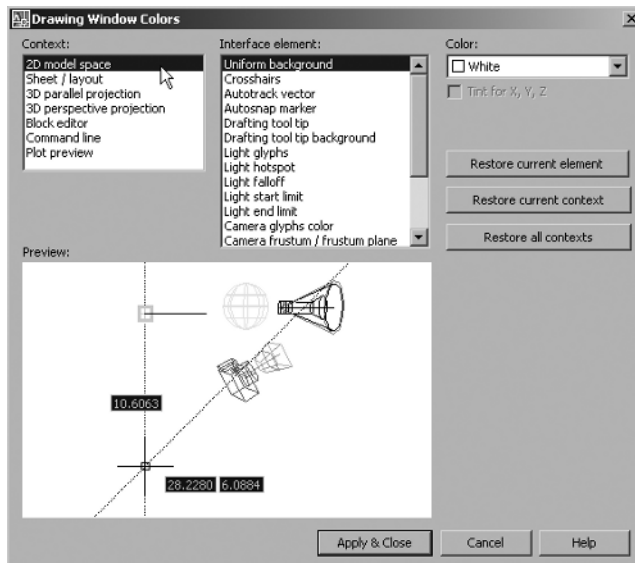 Drawing Window Colors
Context:
2D model space
Sheet / layout
3D parallel projection
3D perspective projection
Block editor
Command line
Plot preview
Interface element:
Uniform background
Crosshairs
Autotrack vector
Autosnap marker
Drafting tool tip
Drafting tool tip background
Light glyphs
Light hotspot
Light falloff
Light start limit
Light end limit
Camera glyphs color
Camera frustum / frustum plane
Color:
White
Tint for X, Y, Z
Restore current element
Restore current context
Restore all contexts
Preview:
10.6063
28.2280 6.0884
Apply & Close
Cancel
Help